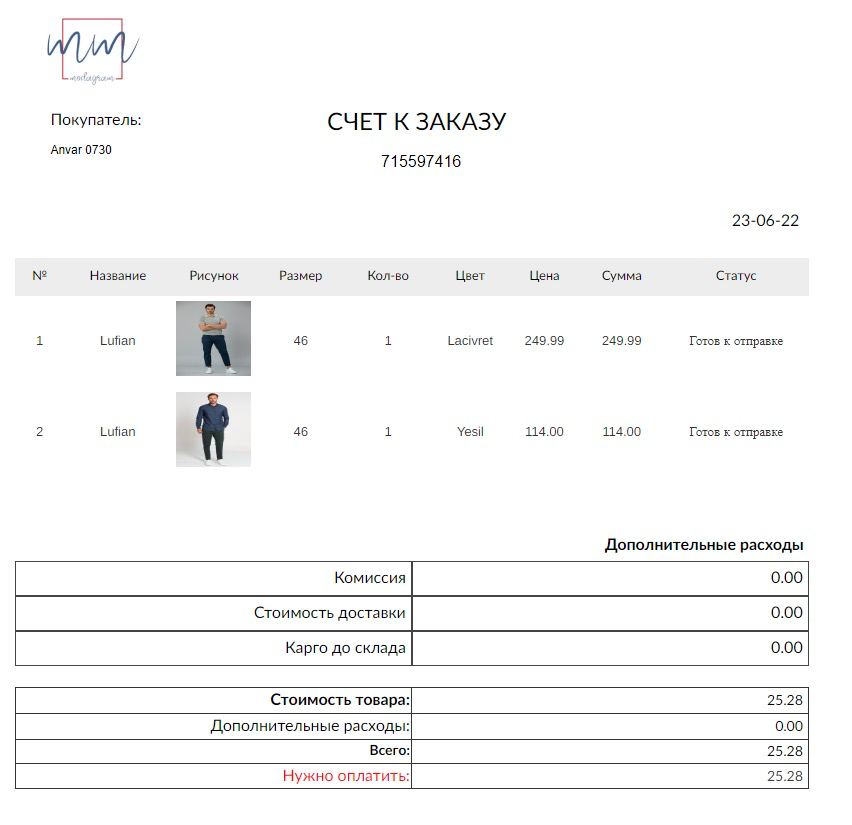 mm
modagram
Покупатель:
СЧЕТ К ЗАКАЗУ
Anvar 0730
715597416
23-06-22
№ Название Рисунок Размер Кол-во Цвет Цена Сумма Статус
1 Lufian 46 1 Lacivret 249.99 249.99 Готов к отправке
2 Lufian 46 1 Yesil 114.00 114.00 Готов к отправке
Дополнительные расходы
Комиссия 0.00
Стоимость доставки 0.00
Карго до склада 0.00
Стоимость товара: 25.28
Дополнительные расходы: 0.00
Всего: 25.28
Нужно оплатить: 25.28